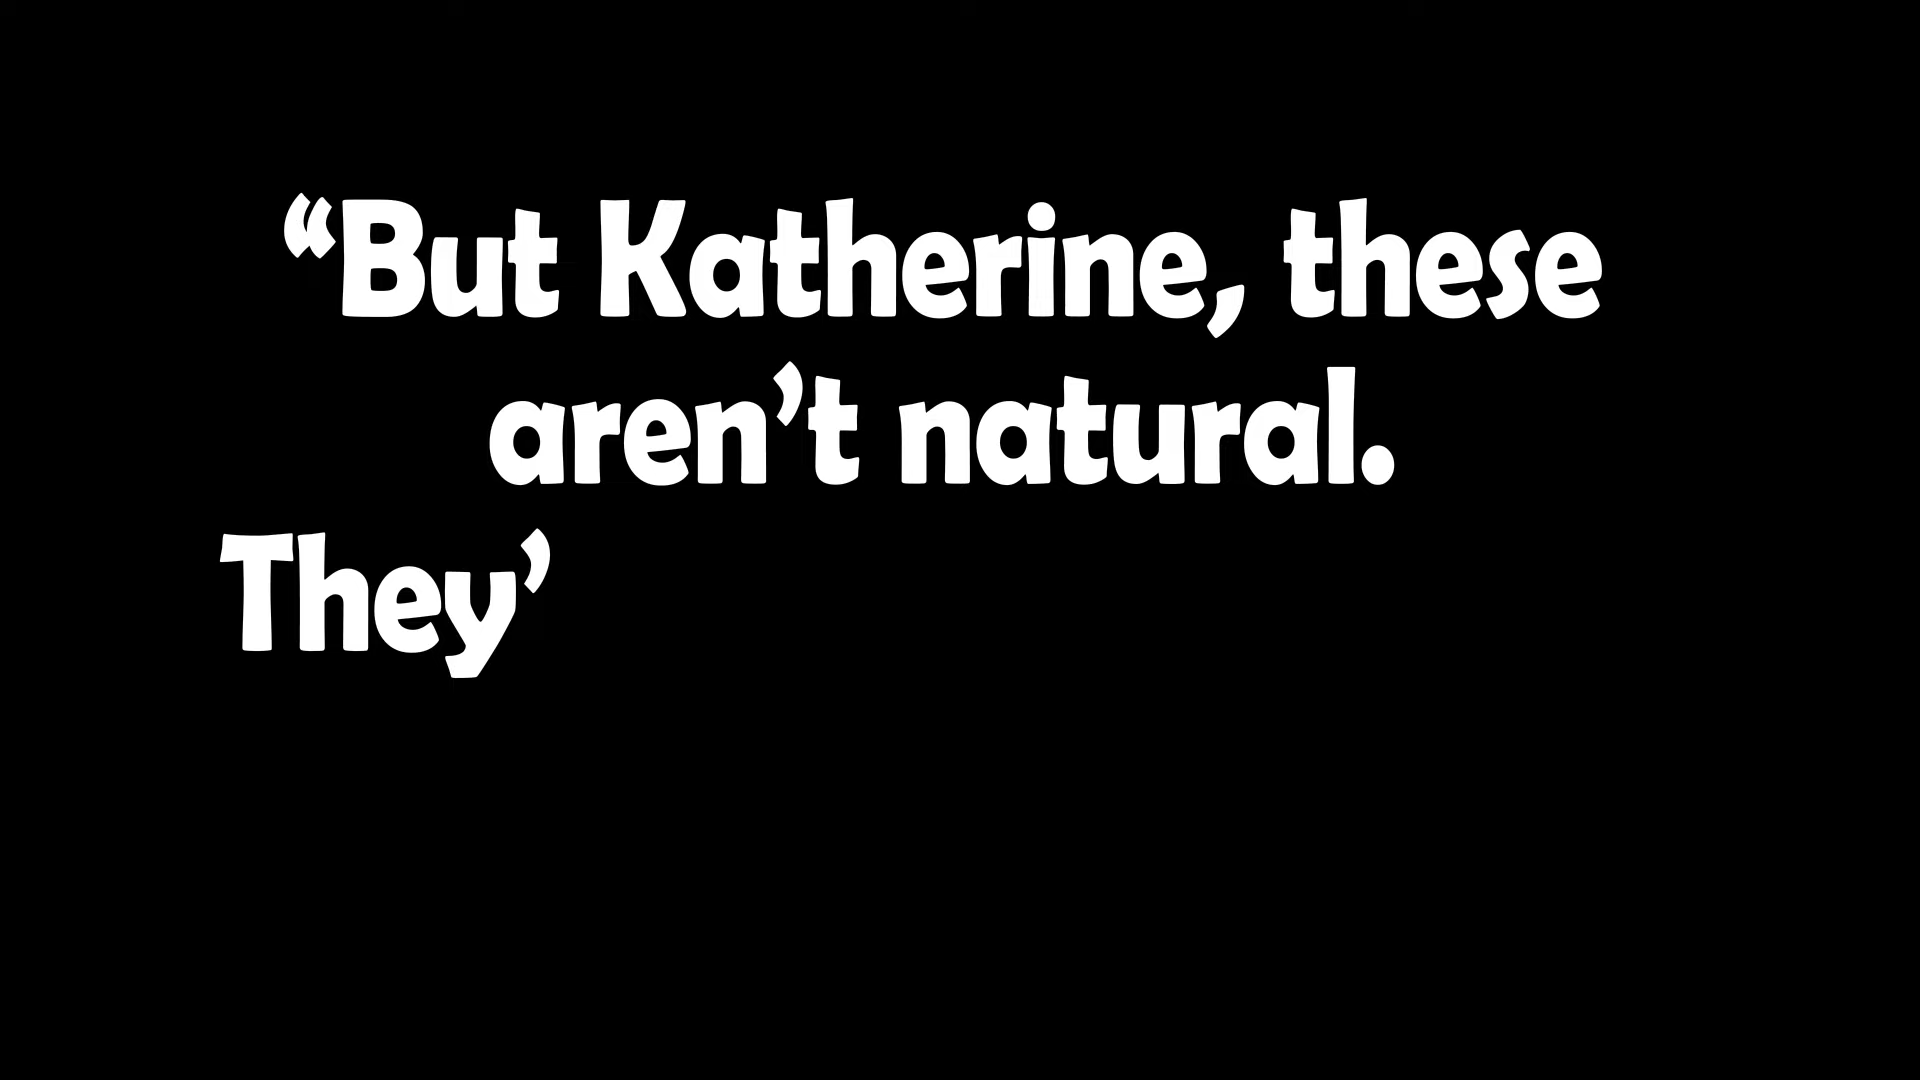 “But Katherine, these
aren’t natural.
They’